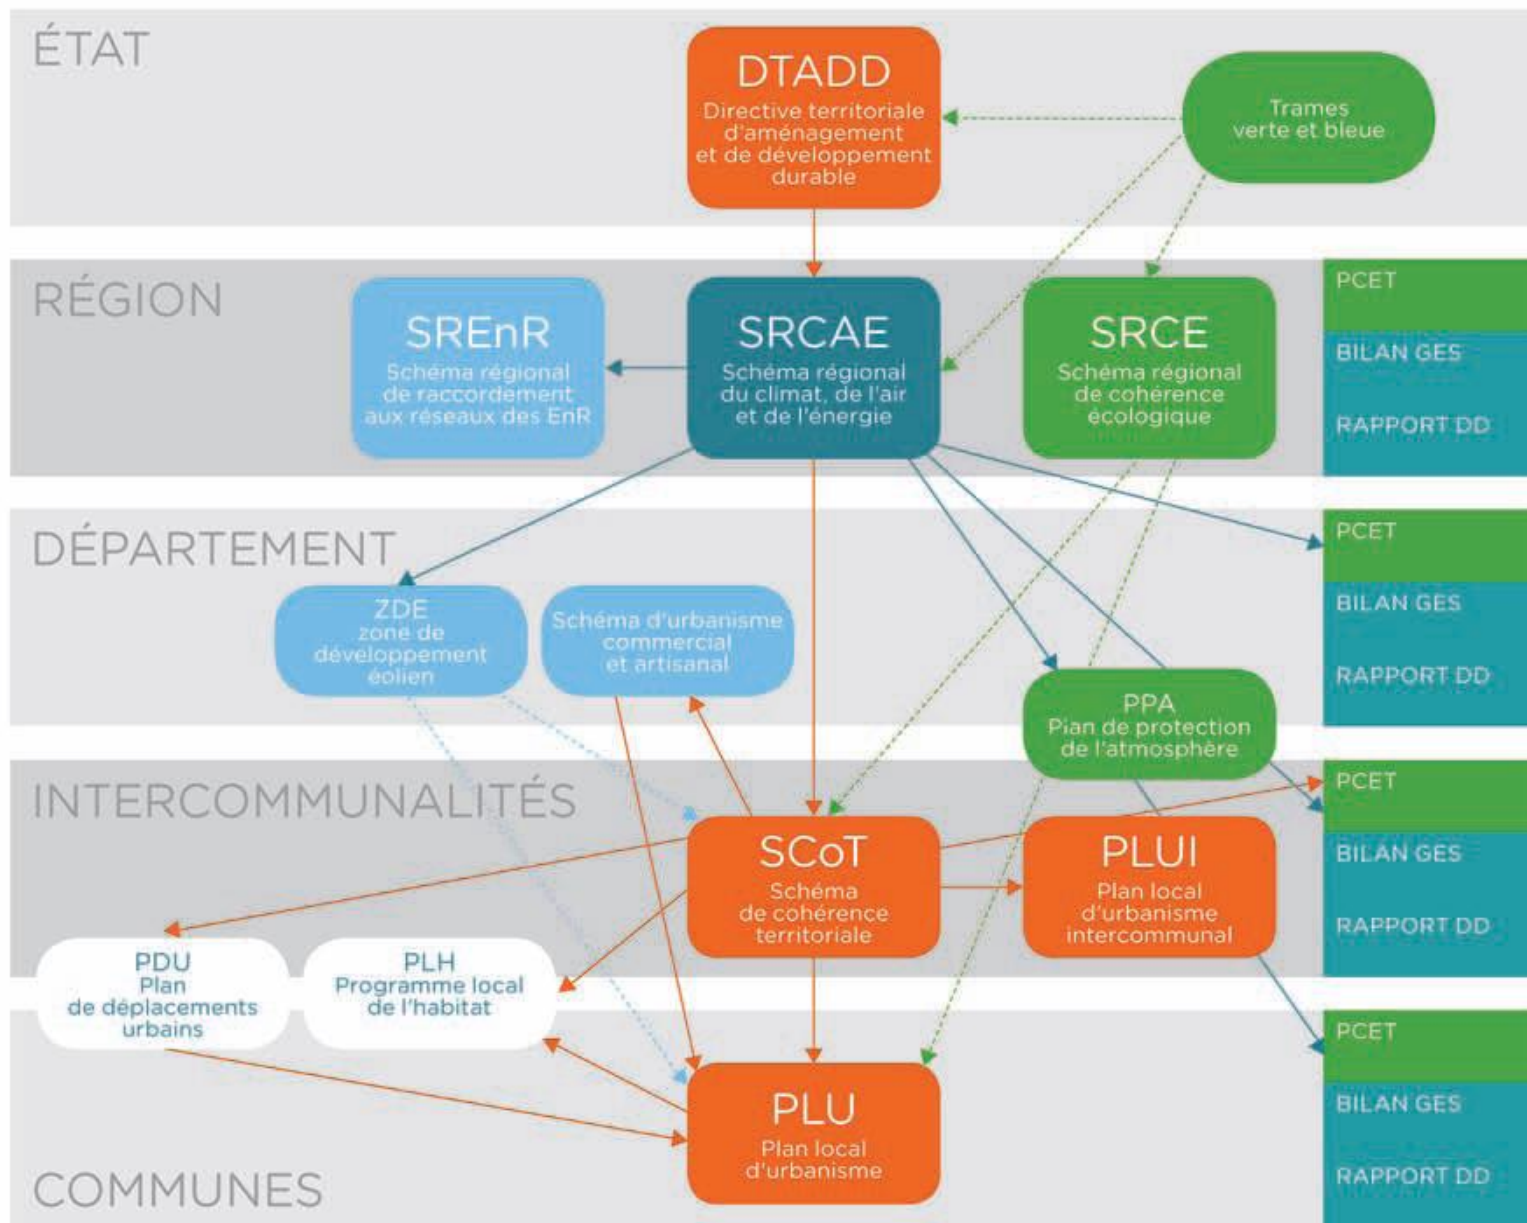 ÉTAT
DTADD
Directive territoriale
d'aménagement
et de développement
durable
Trames
verte et bleue
RÉGION
SREnR
Schéma régional
de raccordement
aux réseaux des EnR
SRCAE
Schéma régional
du climat, de l'air
et de l'énergie
SRCE
Schéma régional
de cohérence
écologique
PCET
BILAN GES
RAPPORT DD
DÉPARTEMENT
ZDE
zone de
développement
éolien
Schéma d'urbanisme
commercial
et artisanal
PPA
Plan de protection
de l'atmosphère
PCET
BILAN GES
RAPPORT DD
INTERCOMMUNALITÉS
SCoT
Schéma
de cohérence
territoriale
PLUI
Plan local
d'urbanisme
intercommunal
PCET
BILAN GES
RAPPORT DD
PDU
Plan
de déplacements
urbains
PLH
Programme local
de l'habitat
COMMUNES
PLU
Plan local
d'urbanisme
PCET
BILAN GES
RAPPORT DD